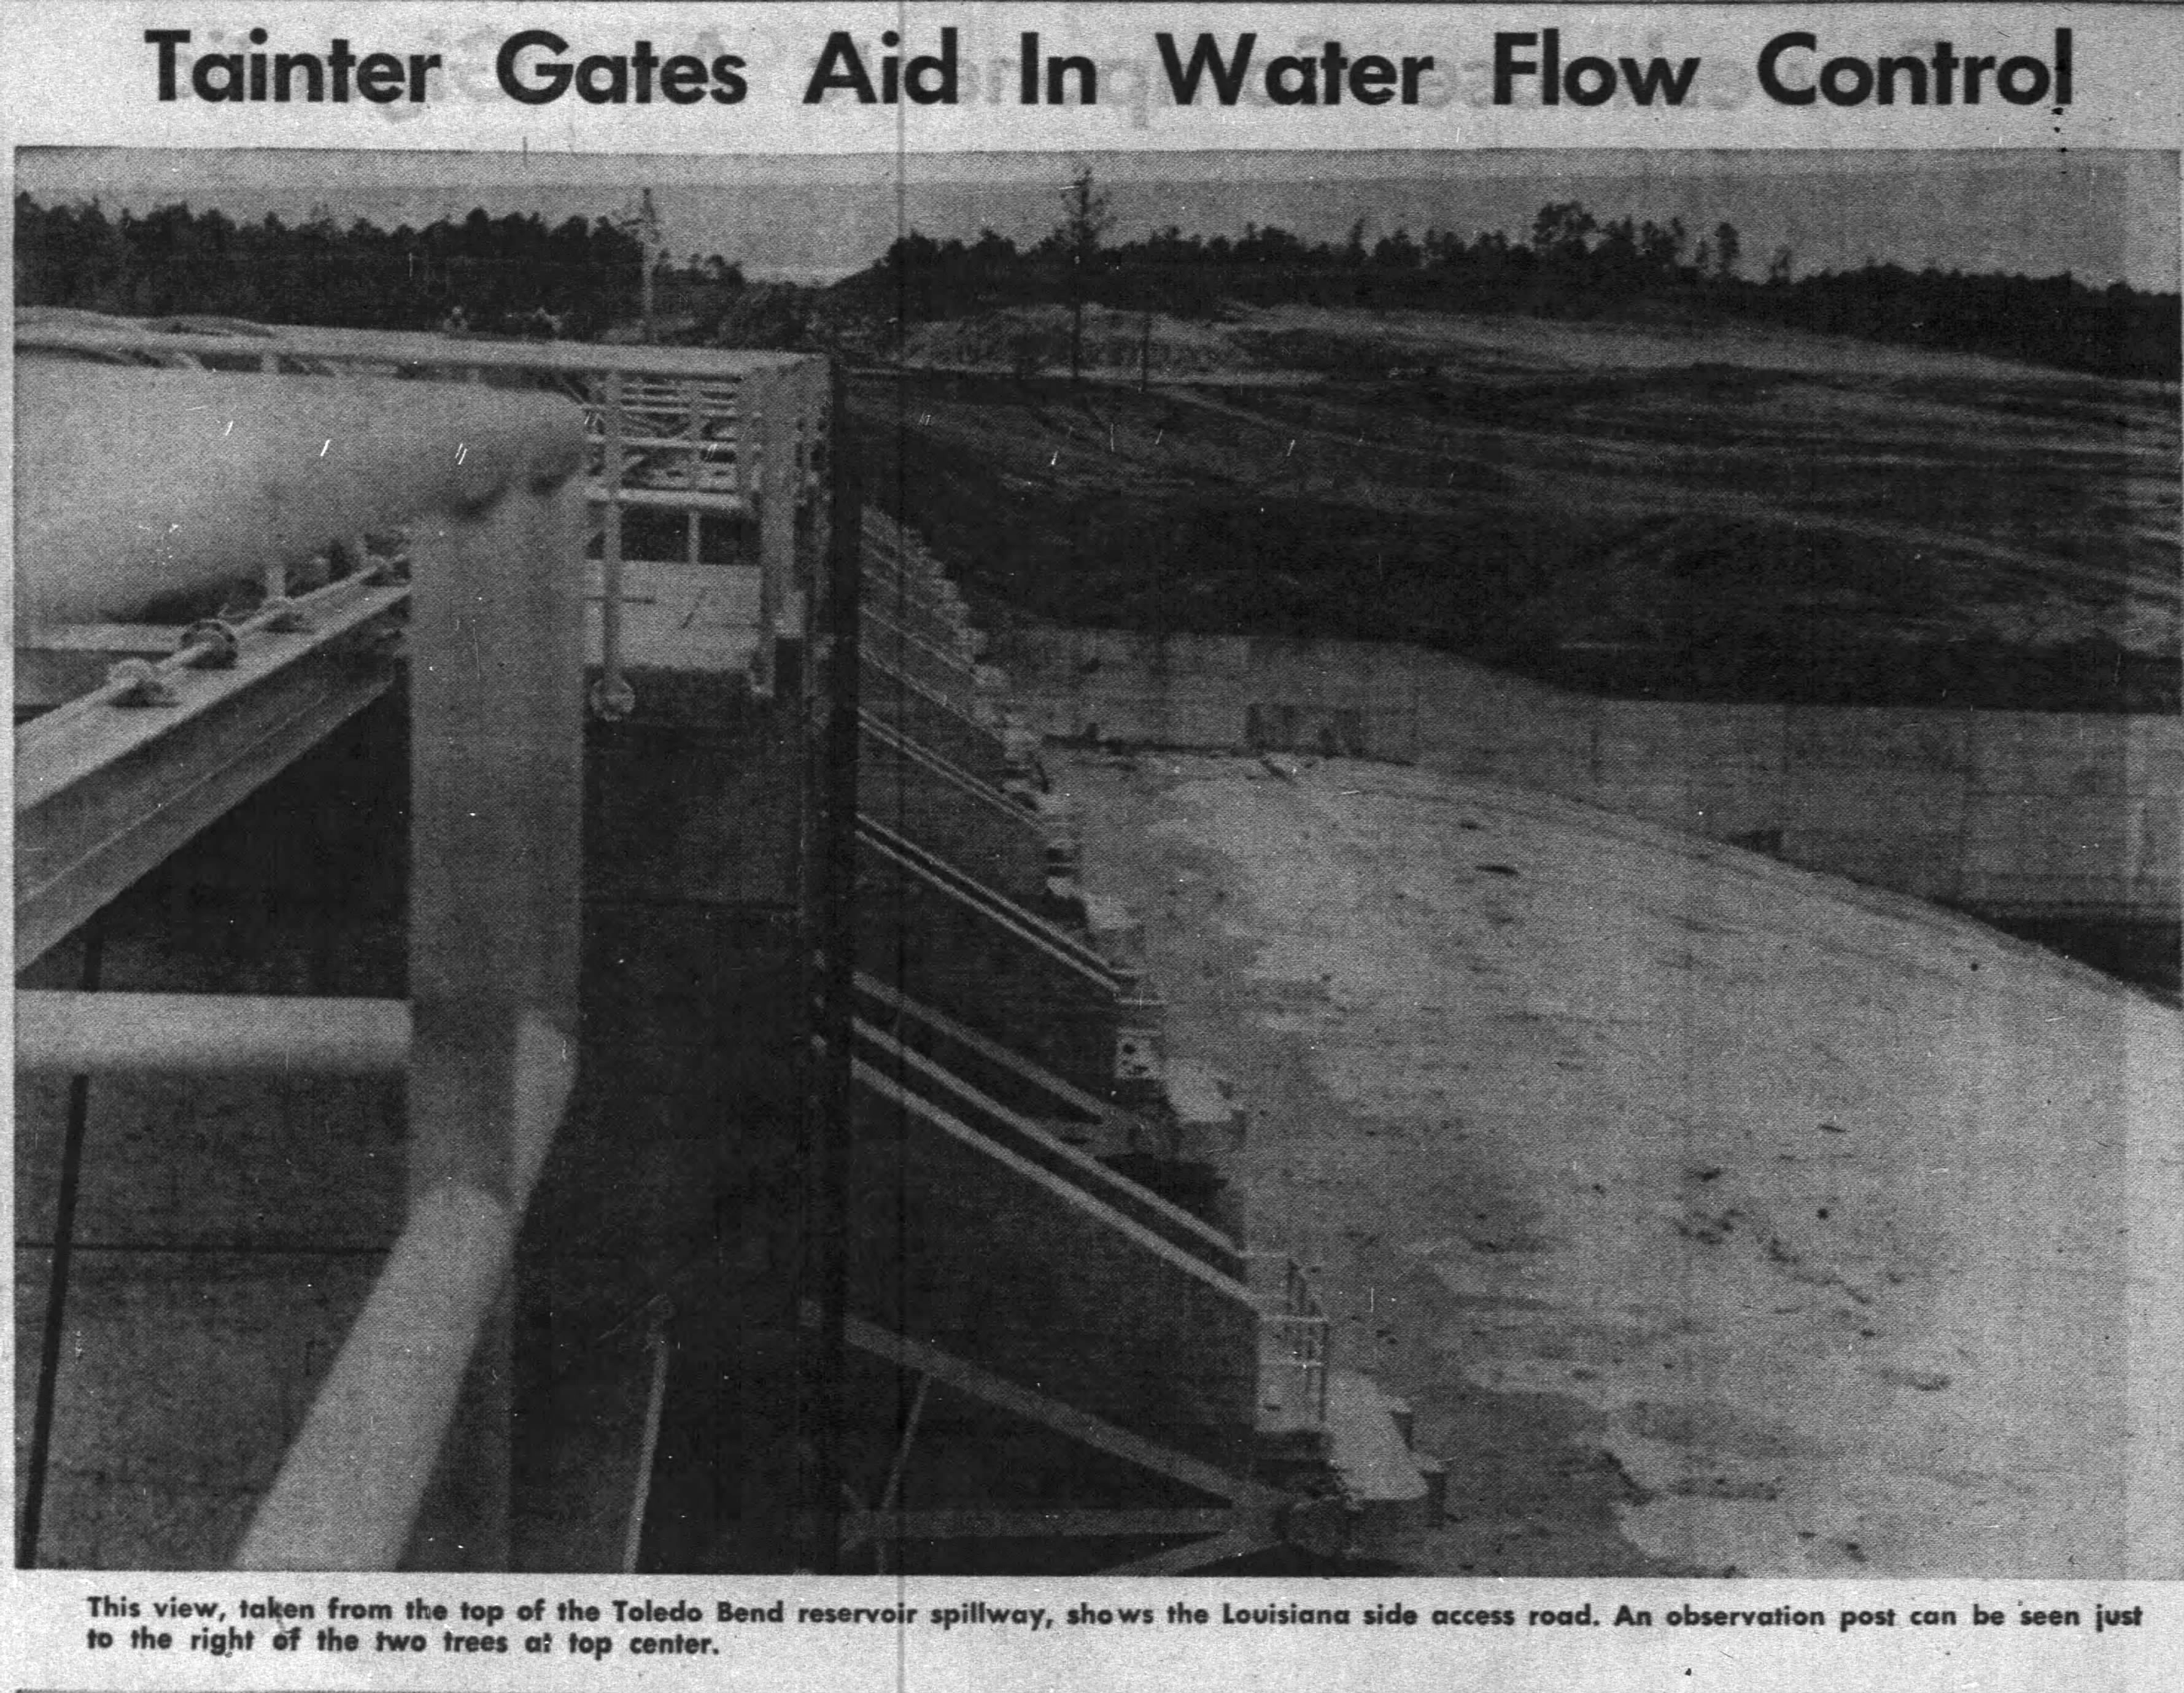 Tainter Gates Aid In Water Flow Control
This view, taken from the top of the Toledo Bend reservoir spillway, shows the Louisiana side access road. An observation post can be seen just
to the right of the two trees at top center.